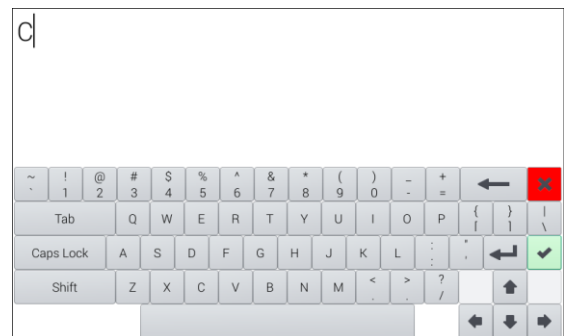 C
~ ! @ # $ % ^ & * ( ) _ +
` 1 2 3 4 5 6 7 8 9 0 - =
Tab Q W E R T Y U I O P { } |
[ ] \
Caps Lock A S D F G H J K L : "
; '
Shift Z X C V B N M < > ?
, . /